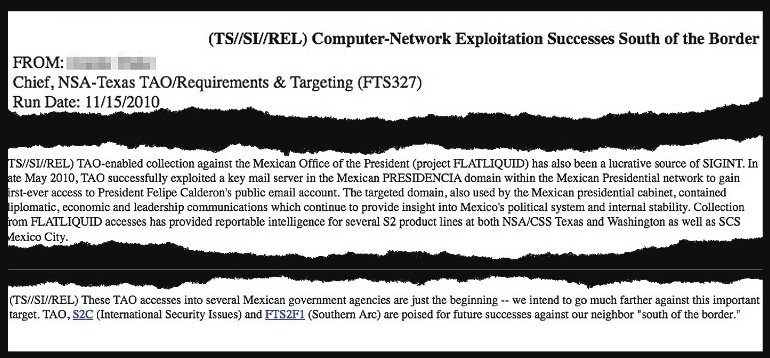 (TS//SI//REL) Computer-Network Exploitation Successes South of the Border
FROM:
Chief, NSA-Texas TAO/Requirements & Targeting (FTS327)
Run Date: 11/15/2010
TS//SI//REL) TAO-enabled collection against the Mexican Office of the President (project FLATLIQUID) has also been a lucrative source of SIGINT. In
ate May 2010, TAO successfully exploited a key mail server in the Mexican PRESIDENCIA domain within the Mexican Presidential network to gain
irst-ever access to President Felipe Calderon's public email account. The targeted domain, also used by the Mexican presidential cabinet, contained
iplomatic, economic and leadership communications which continue to provide insight into Mexico's political system and internal stability. Collection
rom FLATLIQUID accesses has provided reportable intelligence for several S2 product lines at both NSA/CSS Texas and Washington as well as SCS
Mexico City.
(TS//SI//REL) These TAO accesses into several Mexican government agencies are just the beginning -- we intend to go much farther against this important
target. TAO, S2C (International Security Issues) and FTS2F1 (Southern Arc) are poised for future successes against our neighbor "south of the border."